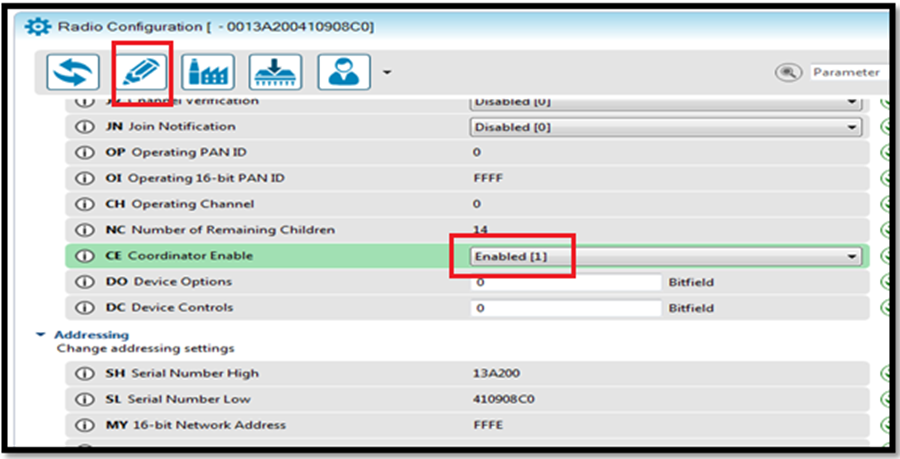 Radio Configuration [ - 0013A200410908C0]
Parameter
JV Channel Verification Disabled [0]
JN Join Notification Disabled [0]
OP Operating PAN ID 0
OI Operating 16-bit PAN ID FFFF
CH Operating Channel 0
NC Number of Remaining Children 14
CE Coordinator Enable Enabled [1]
DO Device Options 0 Bitfield
DC Device Controls 0 Bitfield
Addressing
Change addressing settings
SH Serial Number High 13A200
SL Serial Number Low 410908C0
MY 16-bit Network Address FFFE